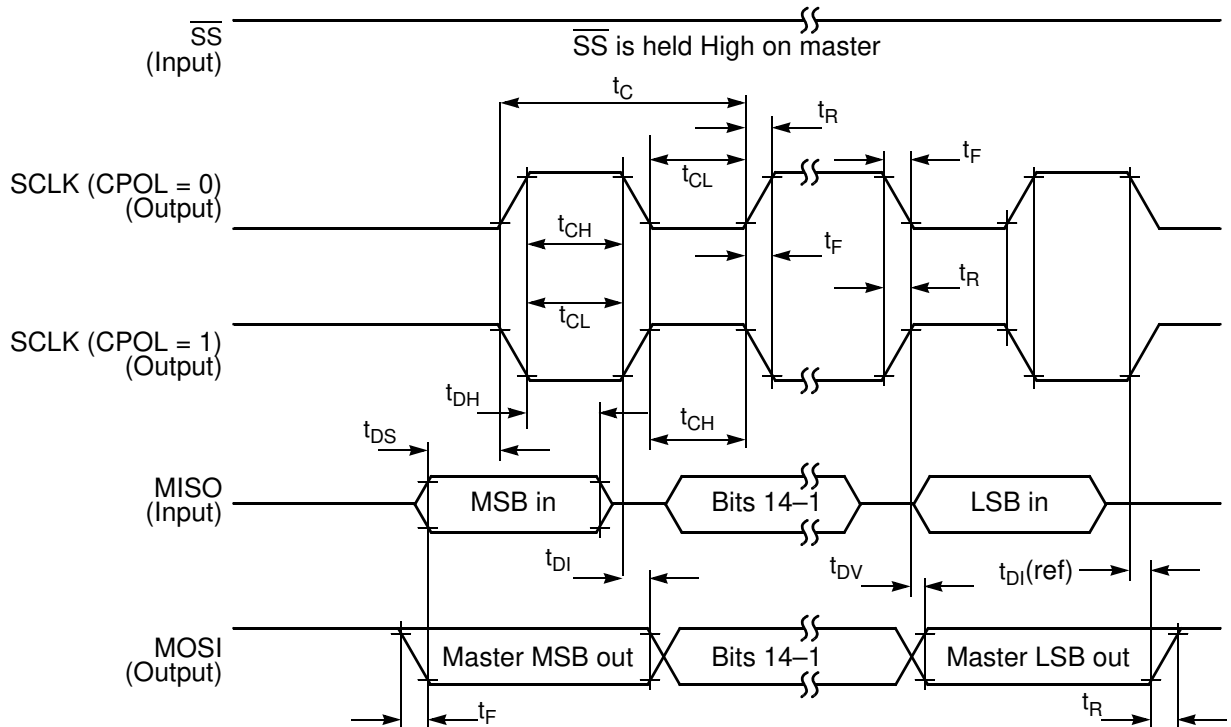 SS
(Input)
SS is held High on master
tC
tR
tCL
tF
SCLK (CPOL = 0)
(Output)
tCH
tF
tR
tCL
SCLK (CPOL = 1)
(Output)
tDH
tCH
tDS
MISO
(Input)
MSB in
Bits 14–1
LSB in
tDI
tDV
tDI(ref)
MOSI
(Output)
Master MSB out
Bits 14–1
Master LSB out
tF
tR